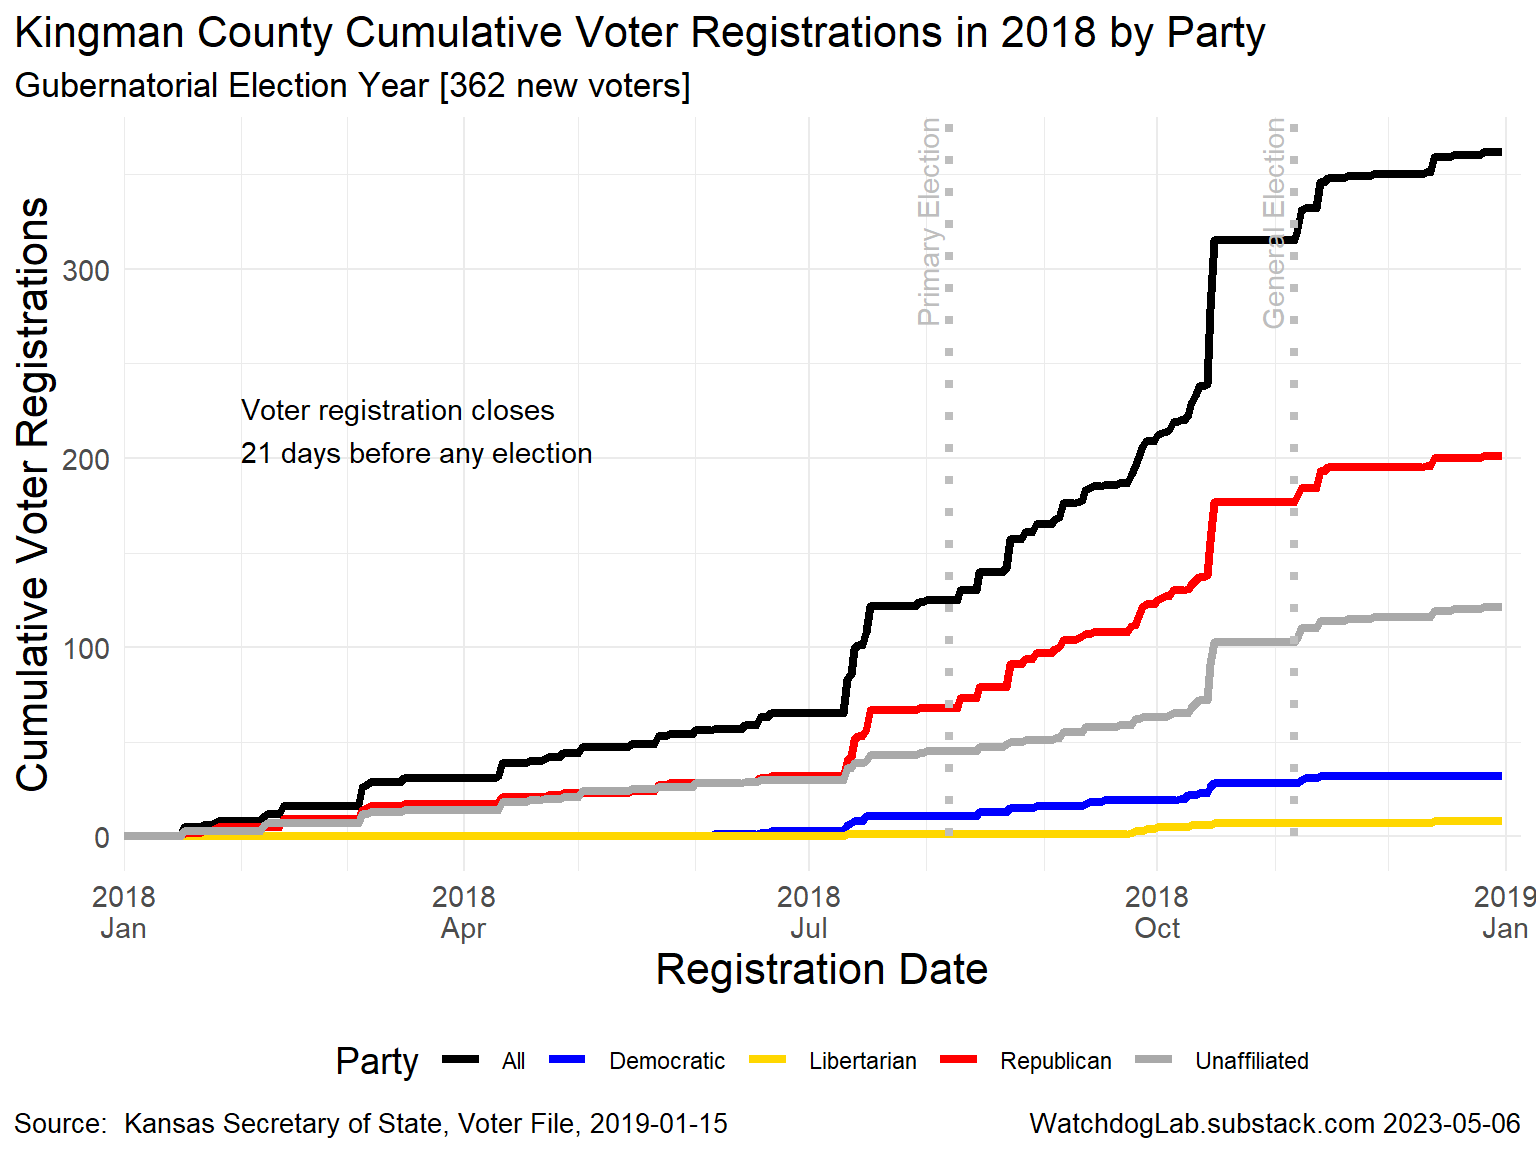 Kingman County Cumulative Voter Registrations in 2018 by Party
Gubernatorial Election Year [362 new voters]
Cumulative Voter Registrations
300
200
100
0
Primary Election
General Election
Voter registration closes
21 days before any election
2018 2018 2018 2018 2019
Jan Apr Jul Oct Jan
Registration Date
Party All Democratic Libertarian Republican Unaffiliated
Source:  Kansas Secretary of State, Voter File, 2019-01-15
WatchdogLab.substack.com 2023-05-06